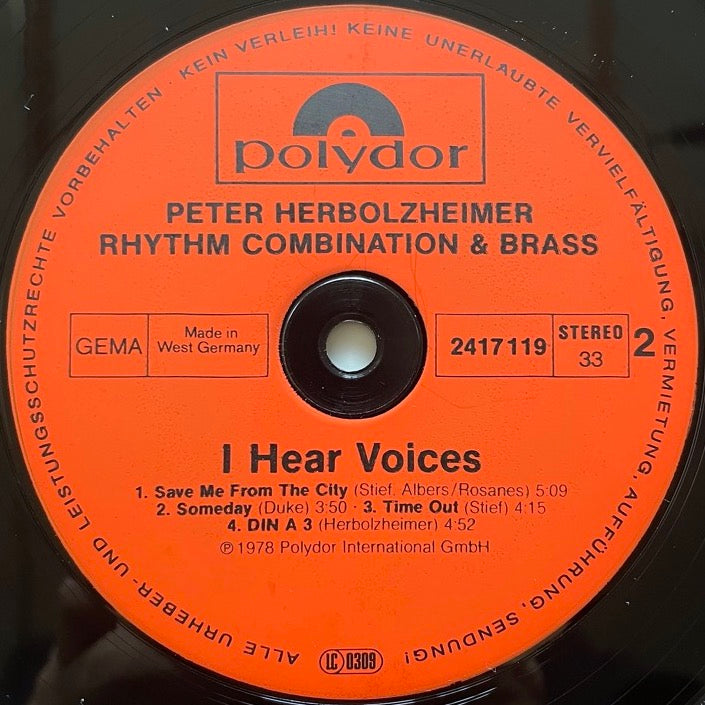 ALLE URHEBER- UND LEISTUNGSSCHUTZRECHTE VORBEHALTEN · KEIN VERLEIH! KEINE UNERLAUBTE VERVIELFÄLTIGUNG, VERMIETUNG, AUFFÜHRUNG, SENDUNG!
polydor
PETER HERBOLZHEIMER
RHYTHM COMBINATION & BRASS
GEMA
Made in
West Germany
2417119
STEREO
33
2
I Hear Voices
1. Save Me From The City (Stief, Albers/Rosanes) 5:09
2. Someday (Duke) 3:50 · 3. Time Out (Stief) 4:15
4. DIN A 3 (Herbolzheimer) 4:52
℗ 1978 Polydor International GmbH
LC 0309